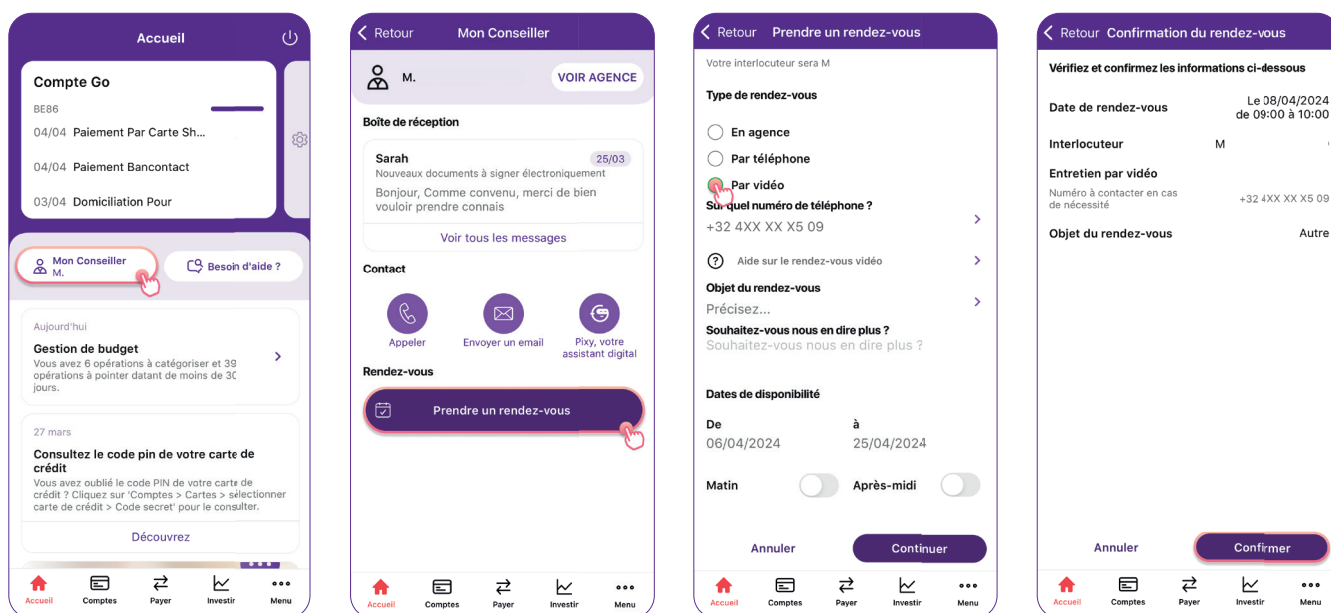 Accueil
Compte Go
BE86
04/04 Paiement Par Carte Sh...
04/04 Paiement Bancontact
03/04 Domiciliation Pour
Mon Conseiller
M.
Besoin d'aide ?
Aujourd'hui
Gestion de budget
Vous avez 6 opérations à catégoriser et 39
opérations à pointer datant de moins de 30
jours.
27 mars
Consultez le code pin de votre carte de
crédit
Vous avez oublié le code PIN de votre carte de
crédit ? Cliquez sur 'Comptes > Cartes > sélectionner
carte de crédit > Code secret' pour le consulter.
Découvrez
Accueil Comptes Payer Investir Menu
Retour Mon Conseiller
M. VOIR AGENCE
Boîte de réception
Sarah 25/03
Nouveaux documents à signer électroniquement
Bonjour, Comme convenu, merci de bien
vouloir prendre connais
Voir tous les messages
Contact
Appeler
Envoyer un email
Pixy, votre
assistant digital
Rendez-vous
Prendre un rendez-vous
Accueil Comptes Payer Investir Menu
Retour Prendre un rendez-vous
Votre interlocuteur sera M
Type de rendez-vous
En agence
Par téléphone
Par vidéo
Sur quel numéro de téléphone ?
+32 4XX XX X5 09
? Aide sur le rendez-vous vidéo
Objet du rendez-vous
Précisez...
Souhaitez-vous nous en dire plus ?
Souhaitez-vous nous en dire plus ?
Dates de disponibilité
De à
06/04/2024 25/04/2024
Matin Après-midi
Annuler Continuer
Accueil Comptes Payer Investir Menu
Retour Confirmation du rendez-vous
Vérifiez et confirmez les informations ci-dessous
Date de rendez-vous Le 08/04/2024
de 09:00 à 10:00
Interlocuteur M
Entretien par vidéo
Numéro à contacter en cas
de nécessité +32 4XX XX X5 09
Objet du rendez-vous Autre
Annuler Confirmer
Accueil Comptes Payer Investir Menu